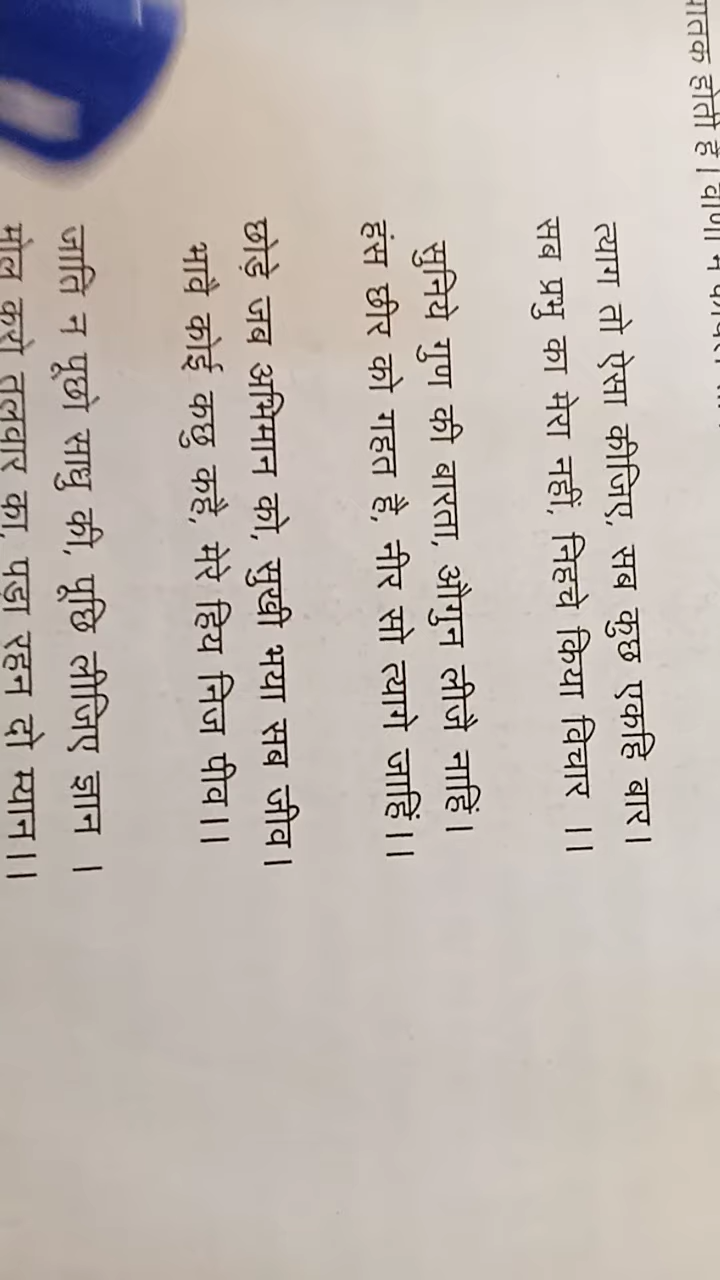 घातक होती है। वाणी में
त्याग तो ऐसा कीजिए, सब कुछ एकहि बार।
सब प्रभु का मेरा नहीं, निहचे किया विचार ।।
सुनिये गुण की बारता, औगुन लीजै नाहिं।
हंस छीर को गहत है, नीर सो त्यागे जाहिं।।
छोड़े जब अभिमान को, सुखी भया सब जीव।
भावै कोई कछु कहै, मेरे हिय निज पीव।।
जाति न पूछो साधु की, पूछि लीजिए ज्ञान ।
मोल करो तलवार का, पड़ा रहन दो म्यान।।